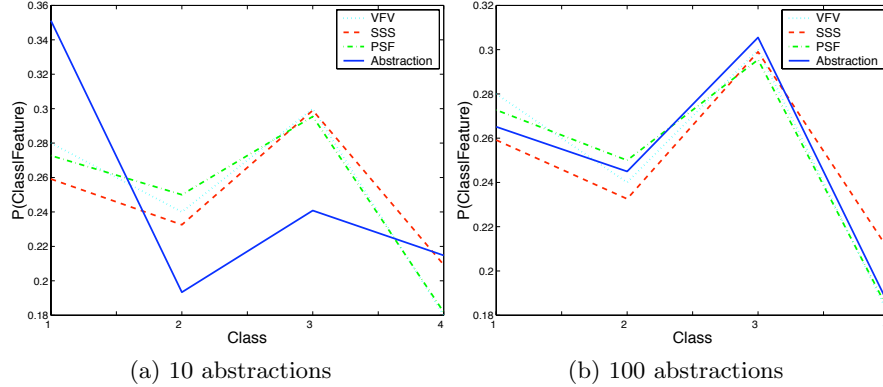 0.36
0.34
0.32
0.3
0.28
0.26
0.24
0.22
0.2
0.18
P(Class|Feature)
1
2
3
4
Class
VFV
SSS
PSF
Abstraction
(a) 10 abstractions
0.32
0.3
0.28
0.26
0.24
0.22
0.2
0.18
P(Class|Feature)
1
2
3
Class
VFV
SSS
PSF
Abstraction
(b) 100 abstractions